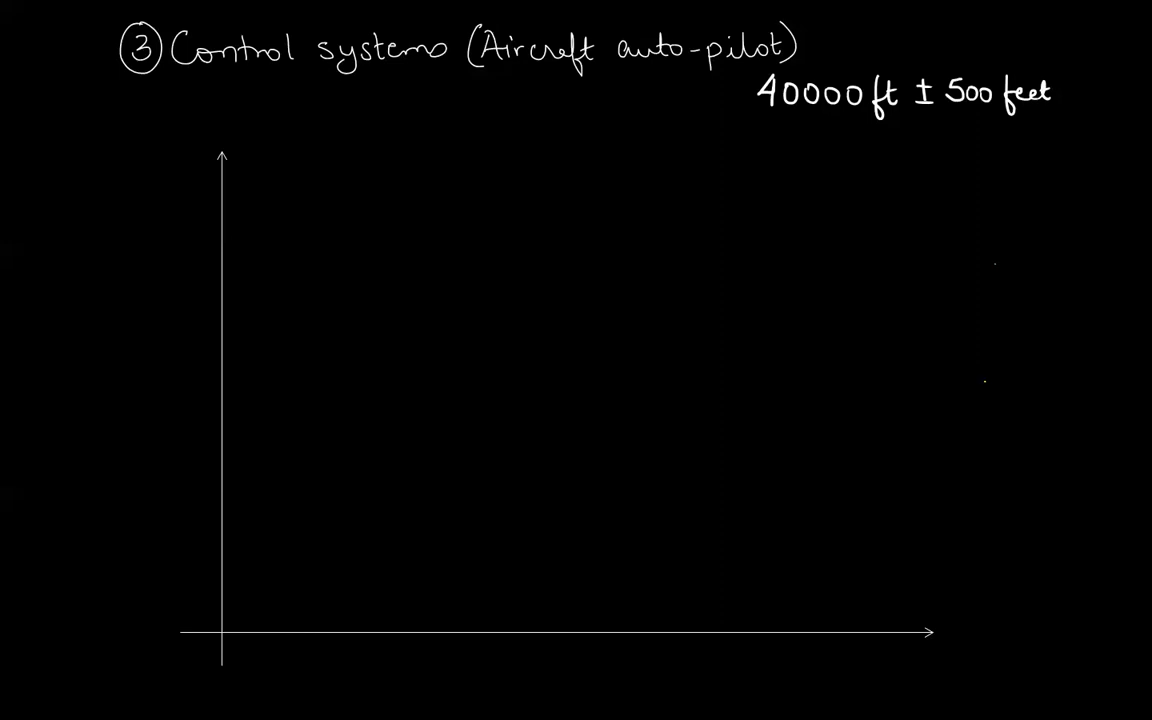 ③ Control systems (Aircraft auto-pilot)
40000 ft ± 500 feet